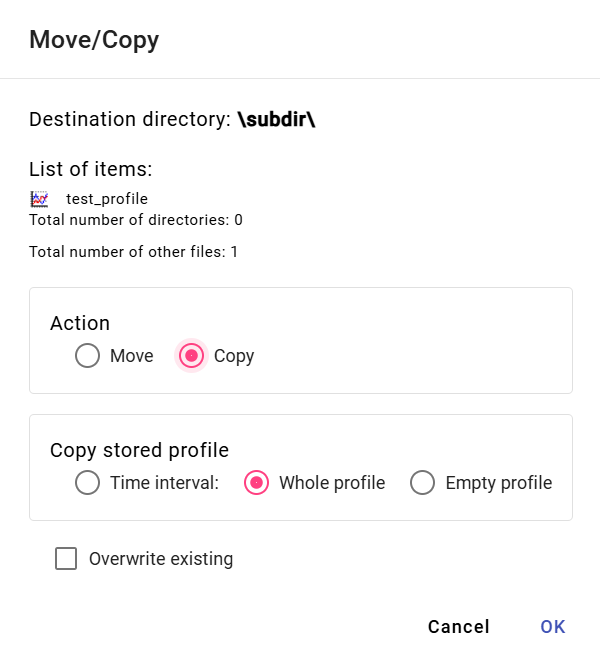 Move/Copy
Destination directory: \subdir\
List of items:
test_profile
Total number of directories: 0
Total number of other files: 1
Action
Move Copy
Copy stored profile
Time interval: Whole profile Empty profile
Overwrite existing
Cancel OK